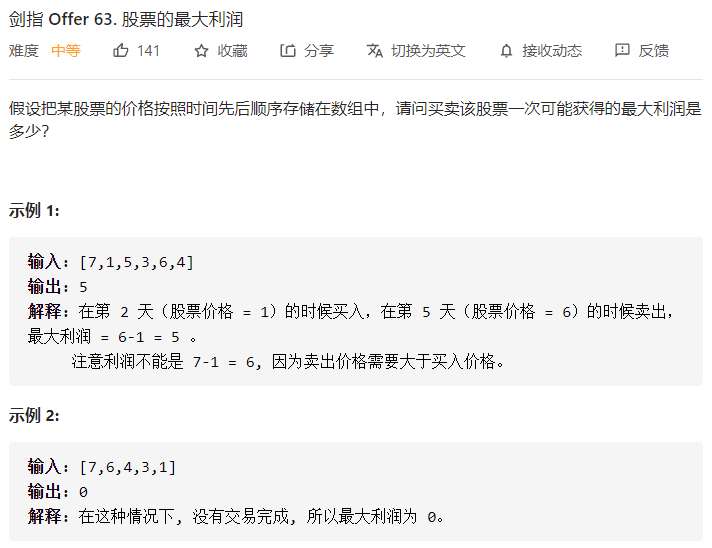 剑指 Offer 63. 股票的最大利润
难度 中等 141 收藏 分享 切换为英文 接收动态 反馈
假设把某股票的价格按照时间先后顺序存储在数组中，请问买卖该股票一次可能获得的最大利润是
多少？
示例 1:
输入: [7,1,5,3,6,4]
输出: 5
解释: 在第 2 天（股票价格 = 1）的时候买入，在第 5 天（股票价格 = 6）的时候卖出，
最大利润 = 6-1 = 5 。
注意利润不能是 7-1 = 6, 因为卖出价格需要大于买入价格。
示例 2:
输入: [7,6,4,3,1]
输出: 0
解释: 在这种情况下, 没有交易完成, 所以最大利润为 0。